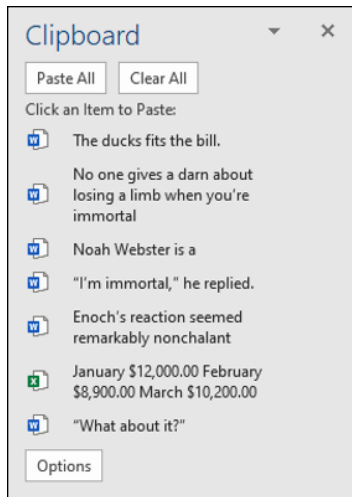 Clipboard
Paste All Clear All
Click an Item to Paste:
The ducks fits the bill.
No one gives a darn about
losing a limb when you’re
immortal
Noah Webster is a
“I’m immortal,” he replied.
Enoch’s reaction seemed
remarkably nonchalant
January $12,000.00 February
$8,900.00 March $10,200.00
“What about it?”
Options